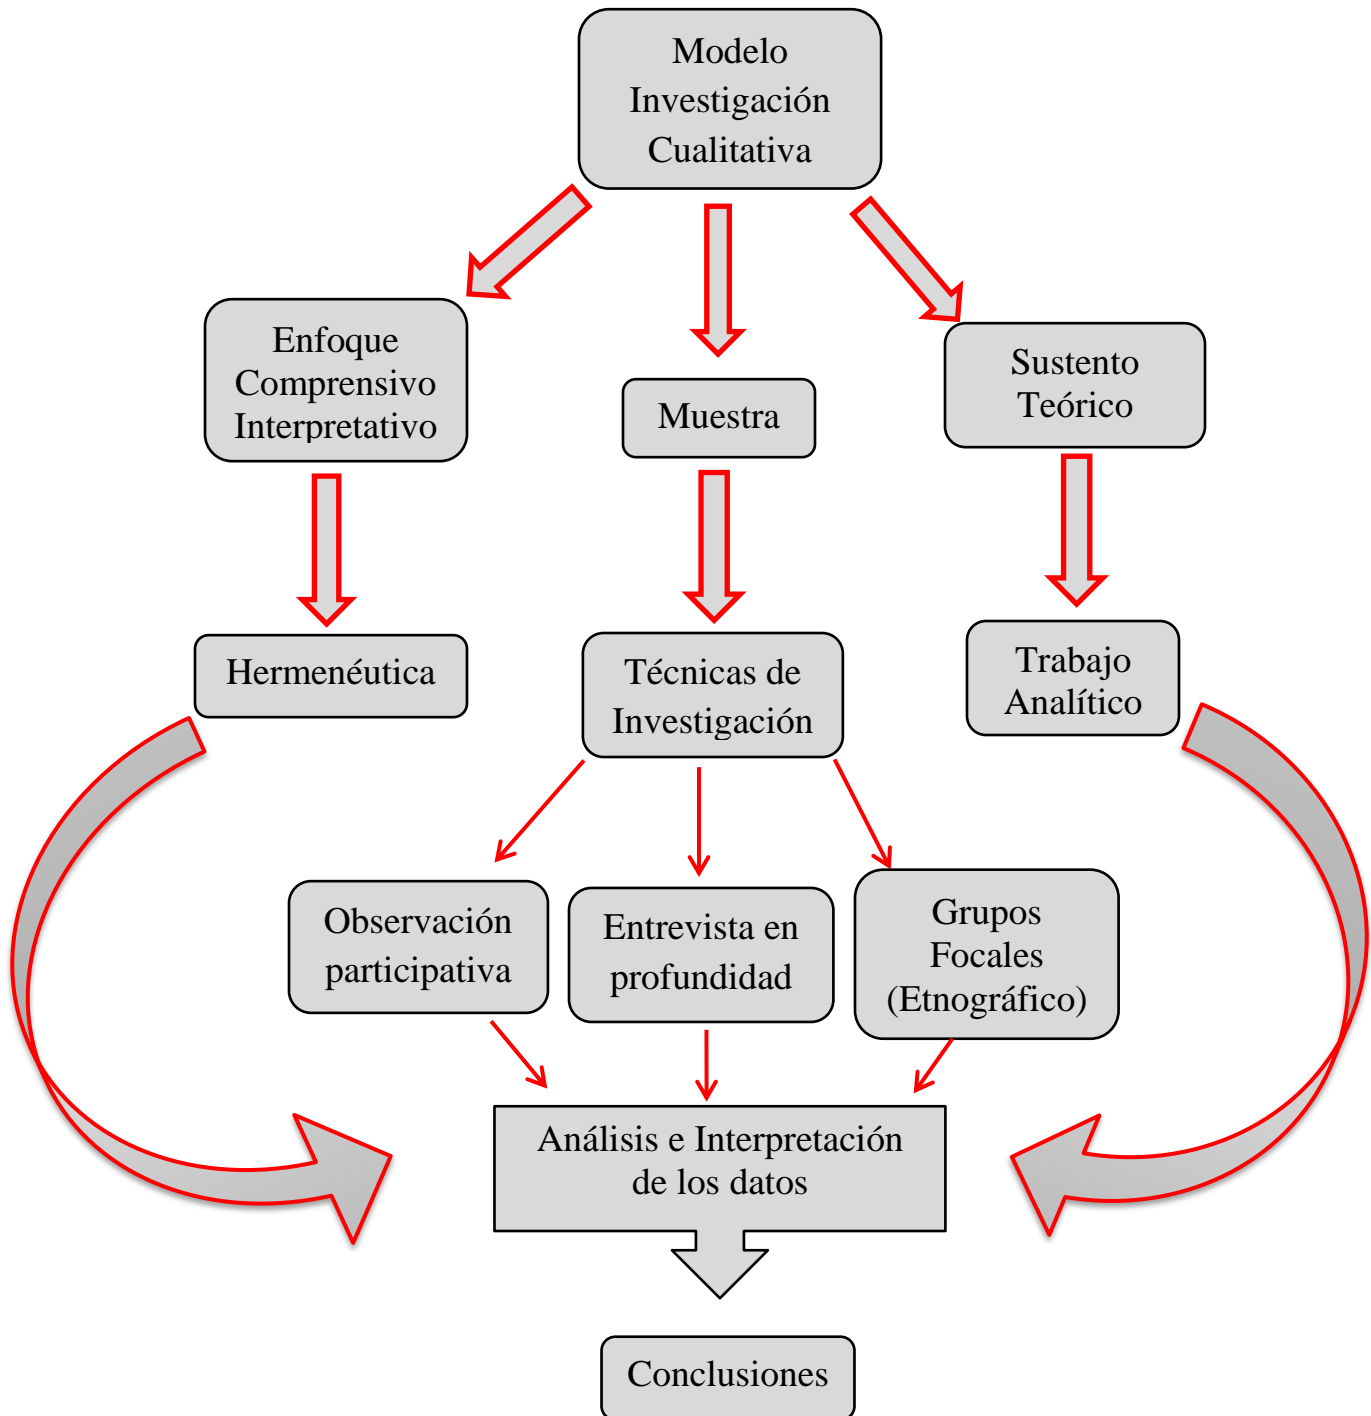 Modelo
Investigación
Cualitativa
Enfoque
Comprensivo
Interpretativo
Muestra
Sustento
Teórico
Hermenéutica
Técnicas de
Investigación
Trabajo
Analítico
Observación
participativa
Entrevista en
profundidad
Grupos
Focales
(Etnográfico)
Análisis e Interpretación
de los datos
Conclusiones